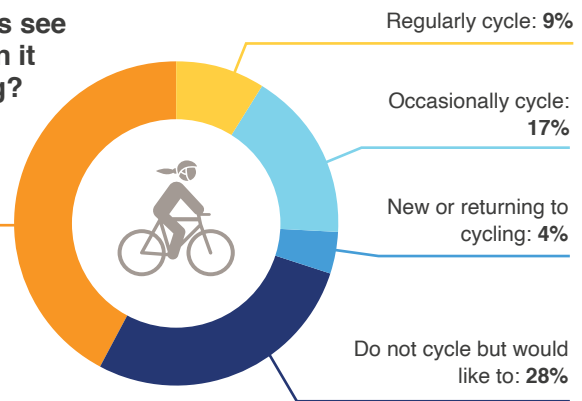 s see
n it
g?
Regularly cycle: 9%
Occasionally cycle:
17%
New or returning to
cycling: 4%
Do not cycle but would
like to: 28%